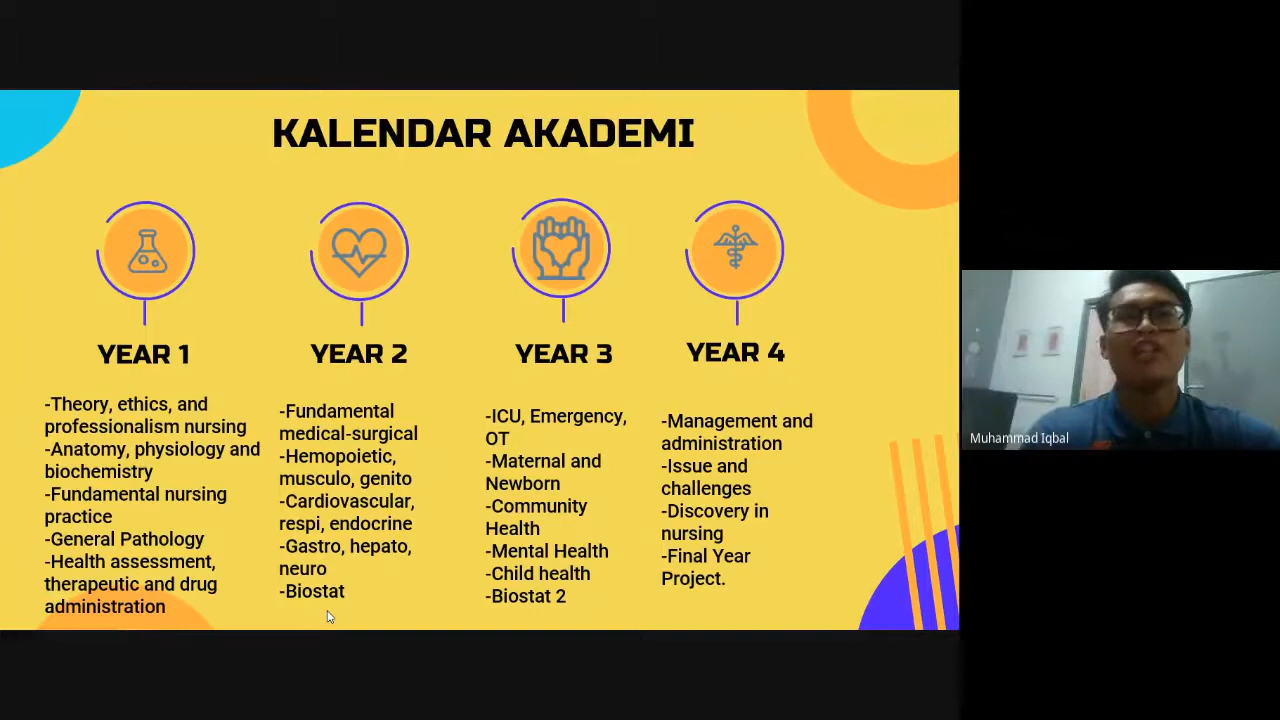 KALENDAR AKADEMI
YEAR 1
-Theory, ethics, and
professionalism nursing
-Anatomy, physiology and
biochemistry
-Fundamental nursing
practice
-General Pathology
-Health assessment,
therapeutic and drug
administration
YEAR 2
-Fundamental
medical-surgical
-Hemopoietic,
musculo, genito
-Cardiovascular,
respi, endocrine
-Gastro, hepato,
neuro
-Biostat
YEAR 3
-ICU, Emergency,
OT
-Maternal and
Newborn
-Community
Health
-Mental Health
-Child health
-Biostat 2
YEAR 4
-Management and
administration
-Issue and
challenges
-Discovery in
nursing
-Final Year
Project.
Muhammad Iqbal